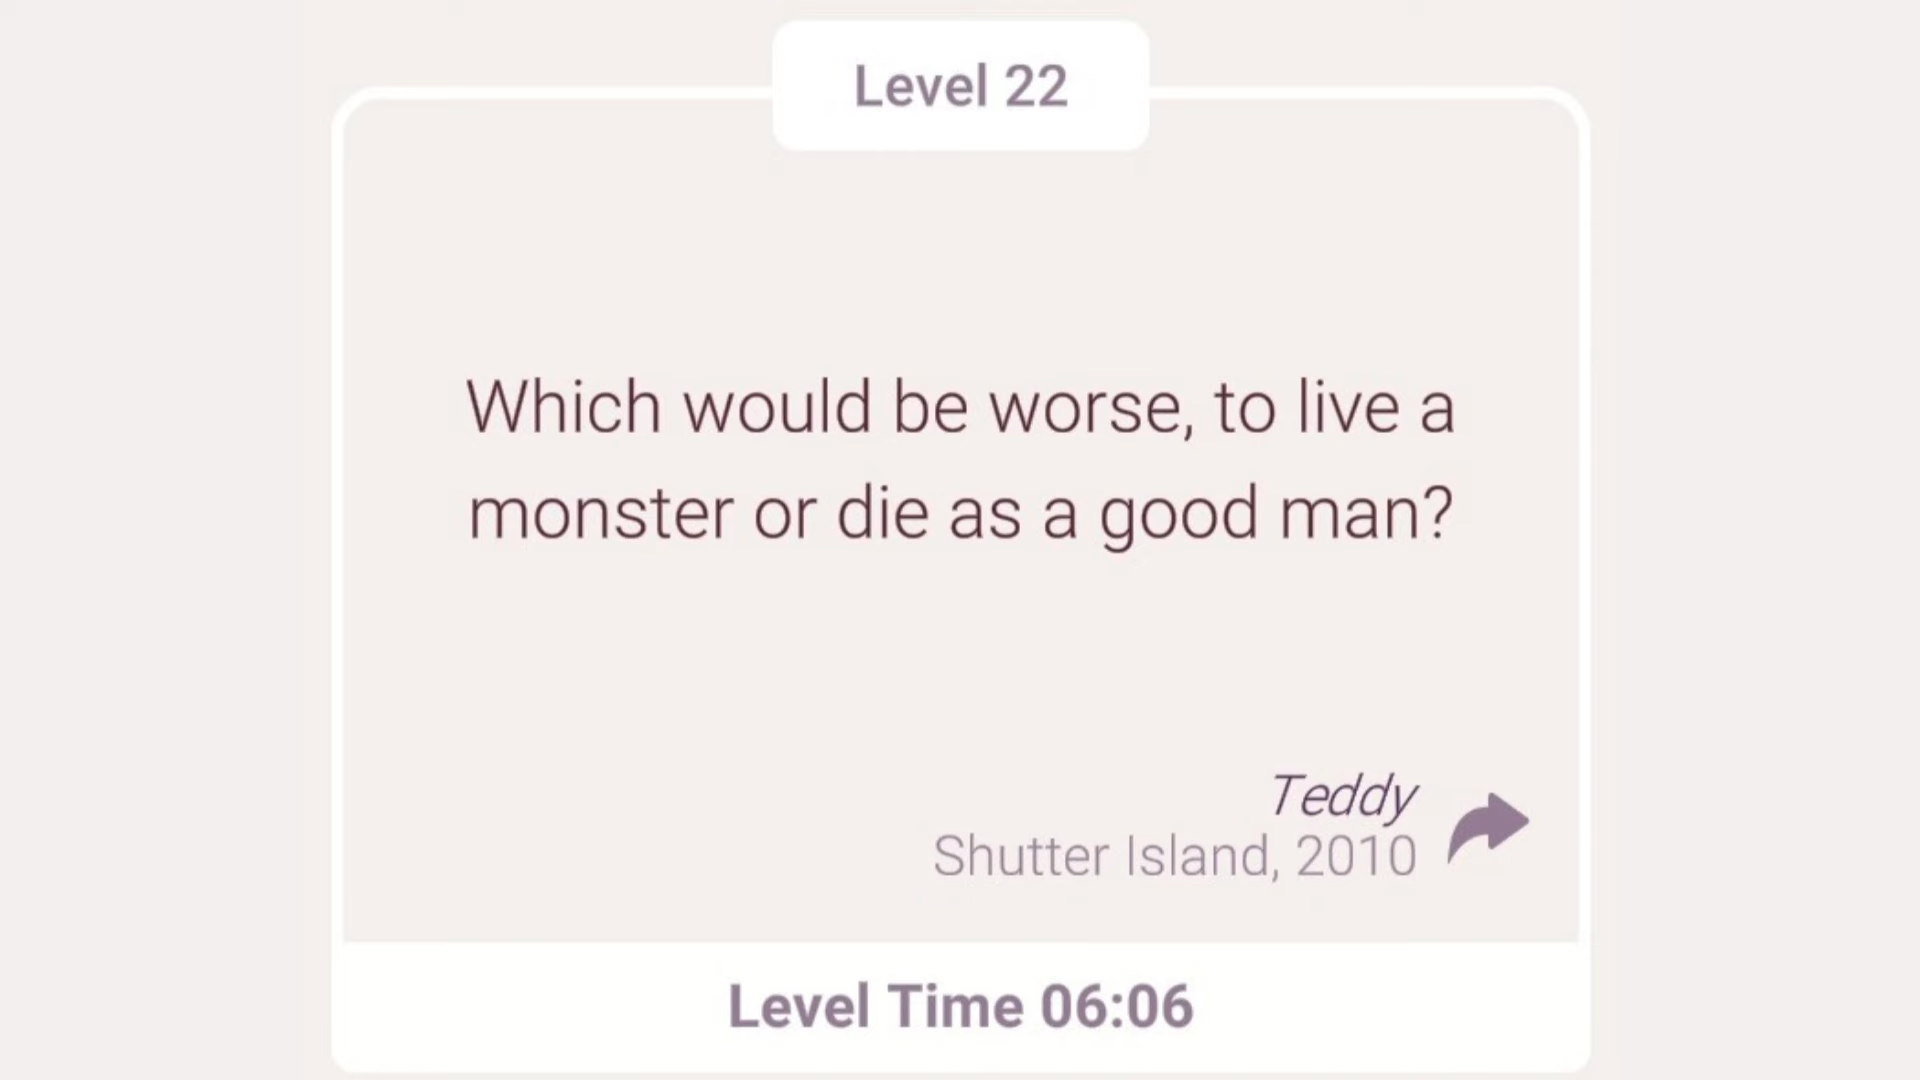 Level 22
Which would be worse, to live a
monster or die as a good man?
Teddy
Shutter Island, 2010
Level Time 06:06